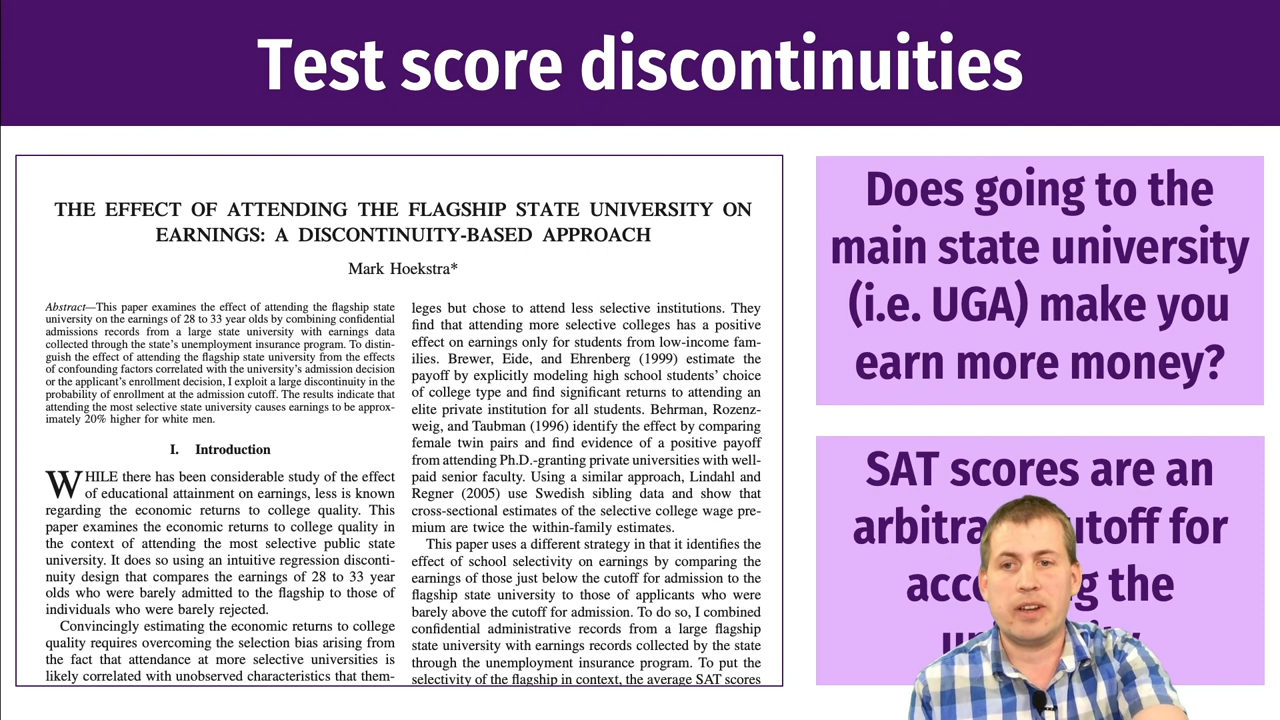 Test score discontinuities
THE EFFECT OF ATTENDING THE FLAGSHIP STATE UNIVERSITY ON
EARNINGS: A DISCONTINUITY-BASED APPROACH
Mark Hoekstra*
Abstract—This paper examines the effect of attending the flagship state
university on the earnings of 28 to 33 year olds by combining confidential
admissions records from a large state university with earnings data
collected through the state's unemployment insurance program. To distin-
guish the effect of attending the flagship state university from the effects
of confounding factors correlated with the university's admission decision
or the applicant's enrollment decision, I exploit a large discontinuity in the
probability of enrollment at the admission cutoff. The results indicate that
attending the most selective state university causes earnings to be approx-
imately 20% higher for white men.
I. Introduction
WHILE there has been considerable study of the effect
of educational attainment on earnings, less is known
regarding the economic returns to college quality. This
paper examines the economic returns to college quality in
the context of attending the most selective public state
university. It does so using an intuitive regression disconti-
nuity design that compares the earnings of 28 to 33 year
olds who were barely admitted to the flagship to those of
individuals who were barely rejected.
Convincingly estimating the economic returns to college
quality requires overcoming the selection bias arising from
the fact that attendance at more selective universities is
likely correlated with unobserved characteristics that them-
leges but chose to attend less selective institutions. They
find that attending more selective colleges has a positive
effect on earnings only for students from low-income fam-
ilies. Brewer, Eide, and Ehrenberg (1999) estimate the
payoff by explicitly modeling high school students' choice
of college type and find significant returns to attending an
elite private institution for all students. Behrman, Rozenz-
weig, and Taubman (1996) identify the effect by comparing
female twin pairs and find evidence of a positive payoff
from attending Ph.D.-granting private universities with well-
paid senior faculty. Using a similar approach, Lindahl and
Regner (2005) use Swedish sibling data and show that
cross-sectional estimates of the selective college wage pre-
mium are twice the within-family estimates.
This paper uses a different strategy in that it identifies the
effect of school selectivity on earnings by comparing the
earnings of those just below the cutoff for admission to the
flagship state university to those of applicants who were
barely above the cutoff for admission. To do so, I combined
confidential administrative records from a large flagship
state university with earnings records collected by the state
through the unemployment insurance program. To put the
selectivity of the flagship in context, the average SAT scores
Does going to the
main state university
(i.e. UGA) make you
earn more money?
SAT scores are an
for
the